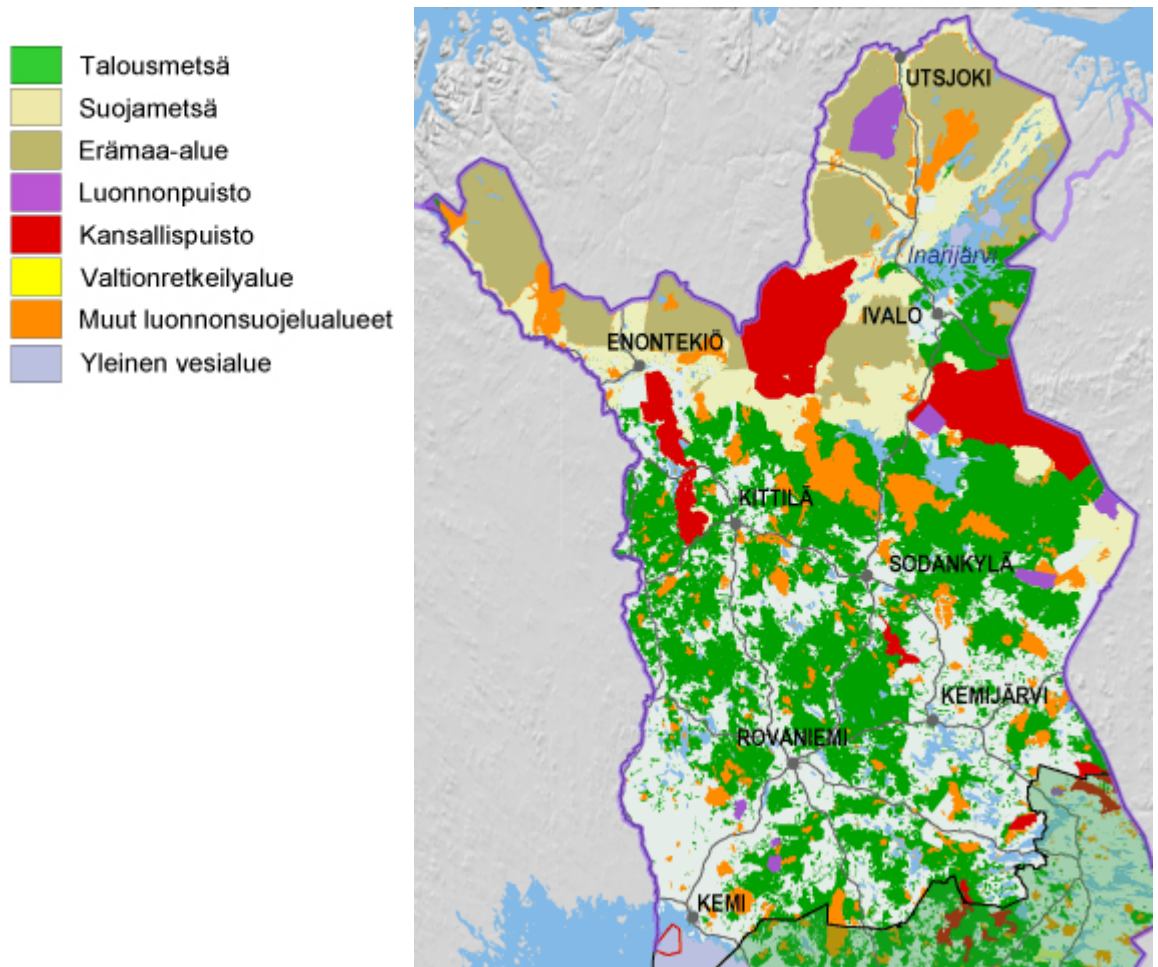 Talousmetsä
Suojametsä
Erämaa-alue
Luonnonpuisto
Kansallispuisto
Valtionretkeilyalue
Muut luonnonsuojelualueet
Yleinen vesialue
UTSJOKI
Inarijärvi
IVALO
ENONTEKIÖ
KITTILÄ
SODANKYLÄ
KEMIJÄRVI
ROVANIEMI
KEMI